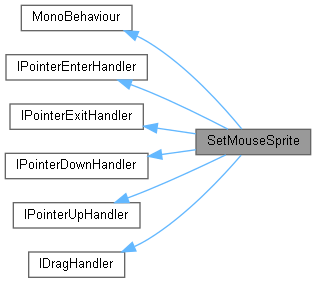 MonoBehaviour
IPointerEnterHandler
IPointerExitHandler
SetMouseSprite
IPointerDownHandler
IPointerUpHandler
IDragHandler